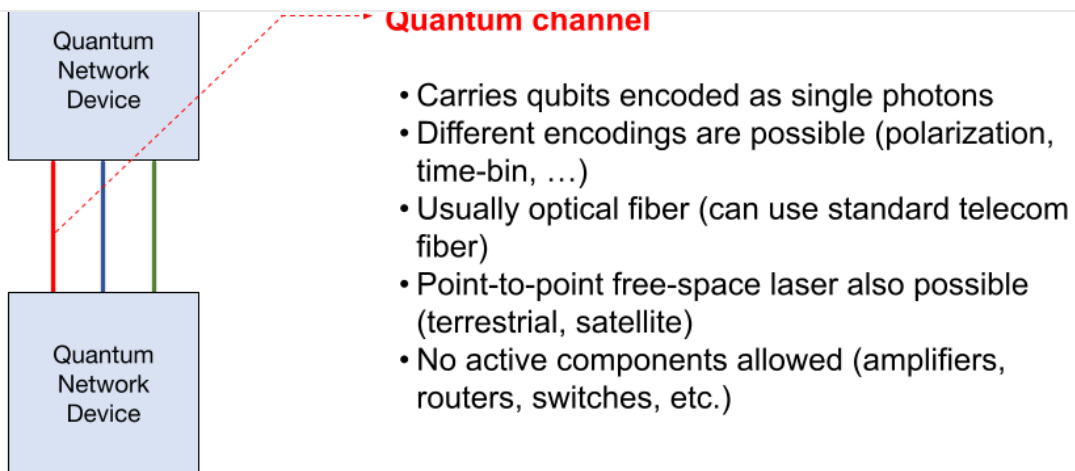 Quantum channel
Quantum
Network
Device
• Carries qubits encoded as single photons
• Different encodings are possible (polarization,
time-bin, …)
• Usually optical fiber (can use standard telecom
fiber)
• Point-to-point free-space laser also possible
(terrestrial, satellite)
• No active components allowed (amplifiers,
routers, switches, etc.)
Quantum
Network
Device